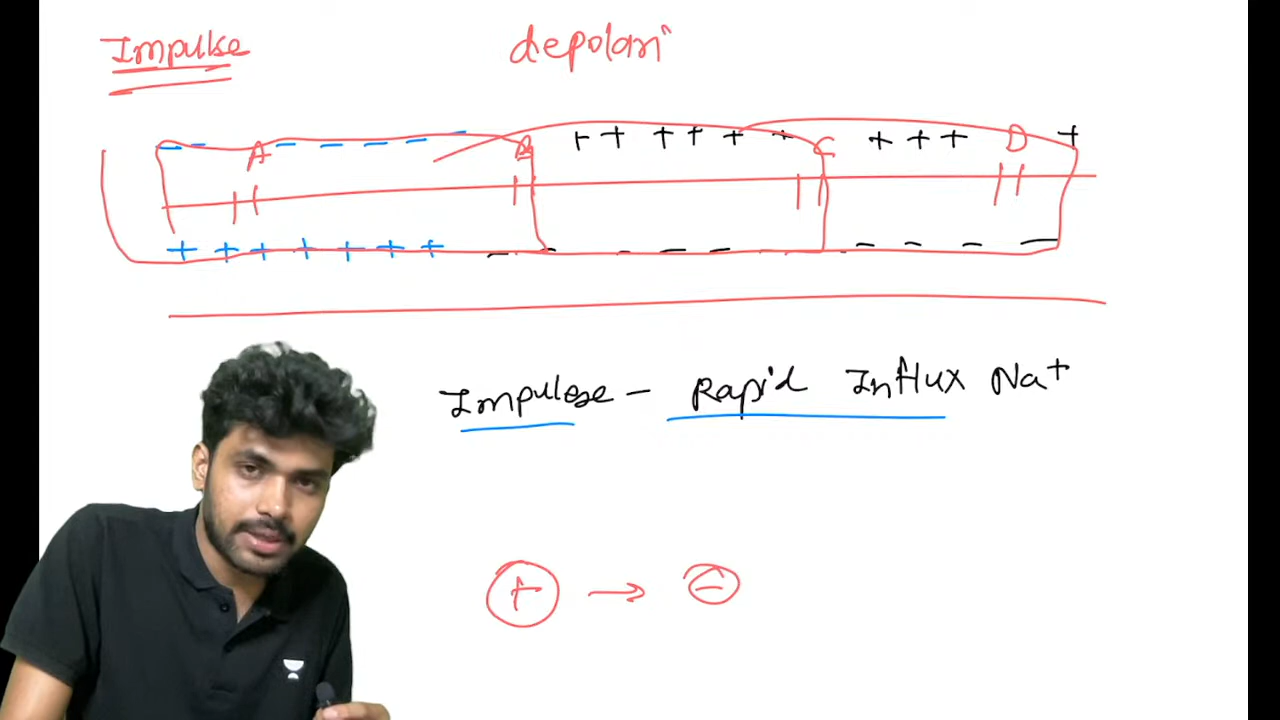 Impulse depolari
- - A - - - - - B + + + + + + C + + + D +
+ + + + + + + - - - - - - - - -
Impulse - Rapid Influx Na+
+ → -